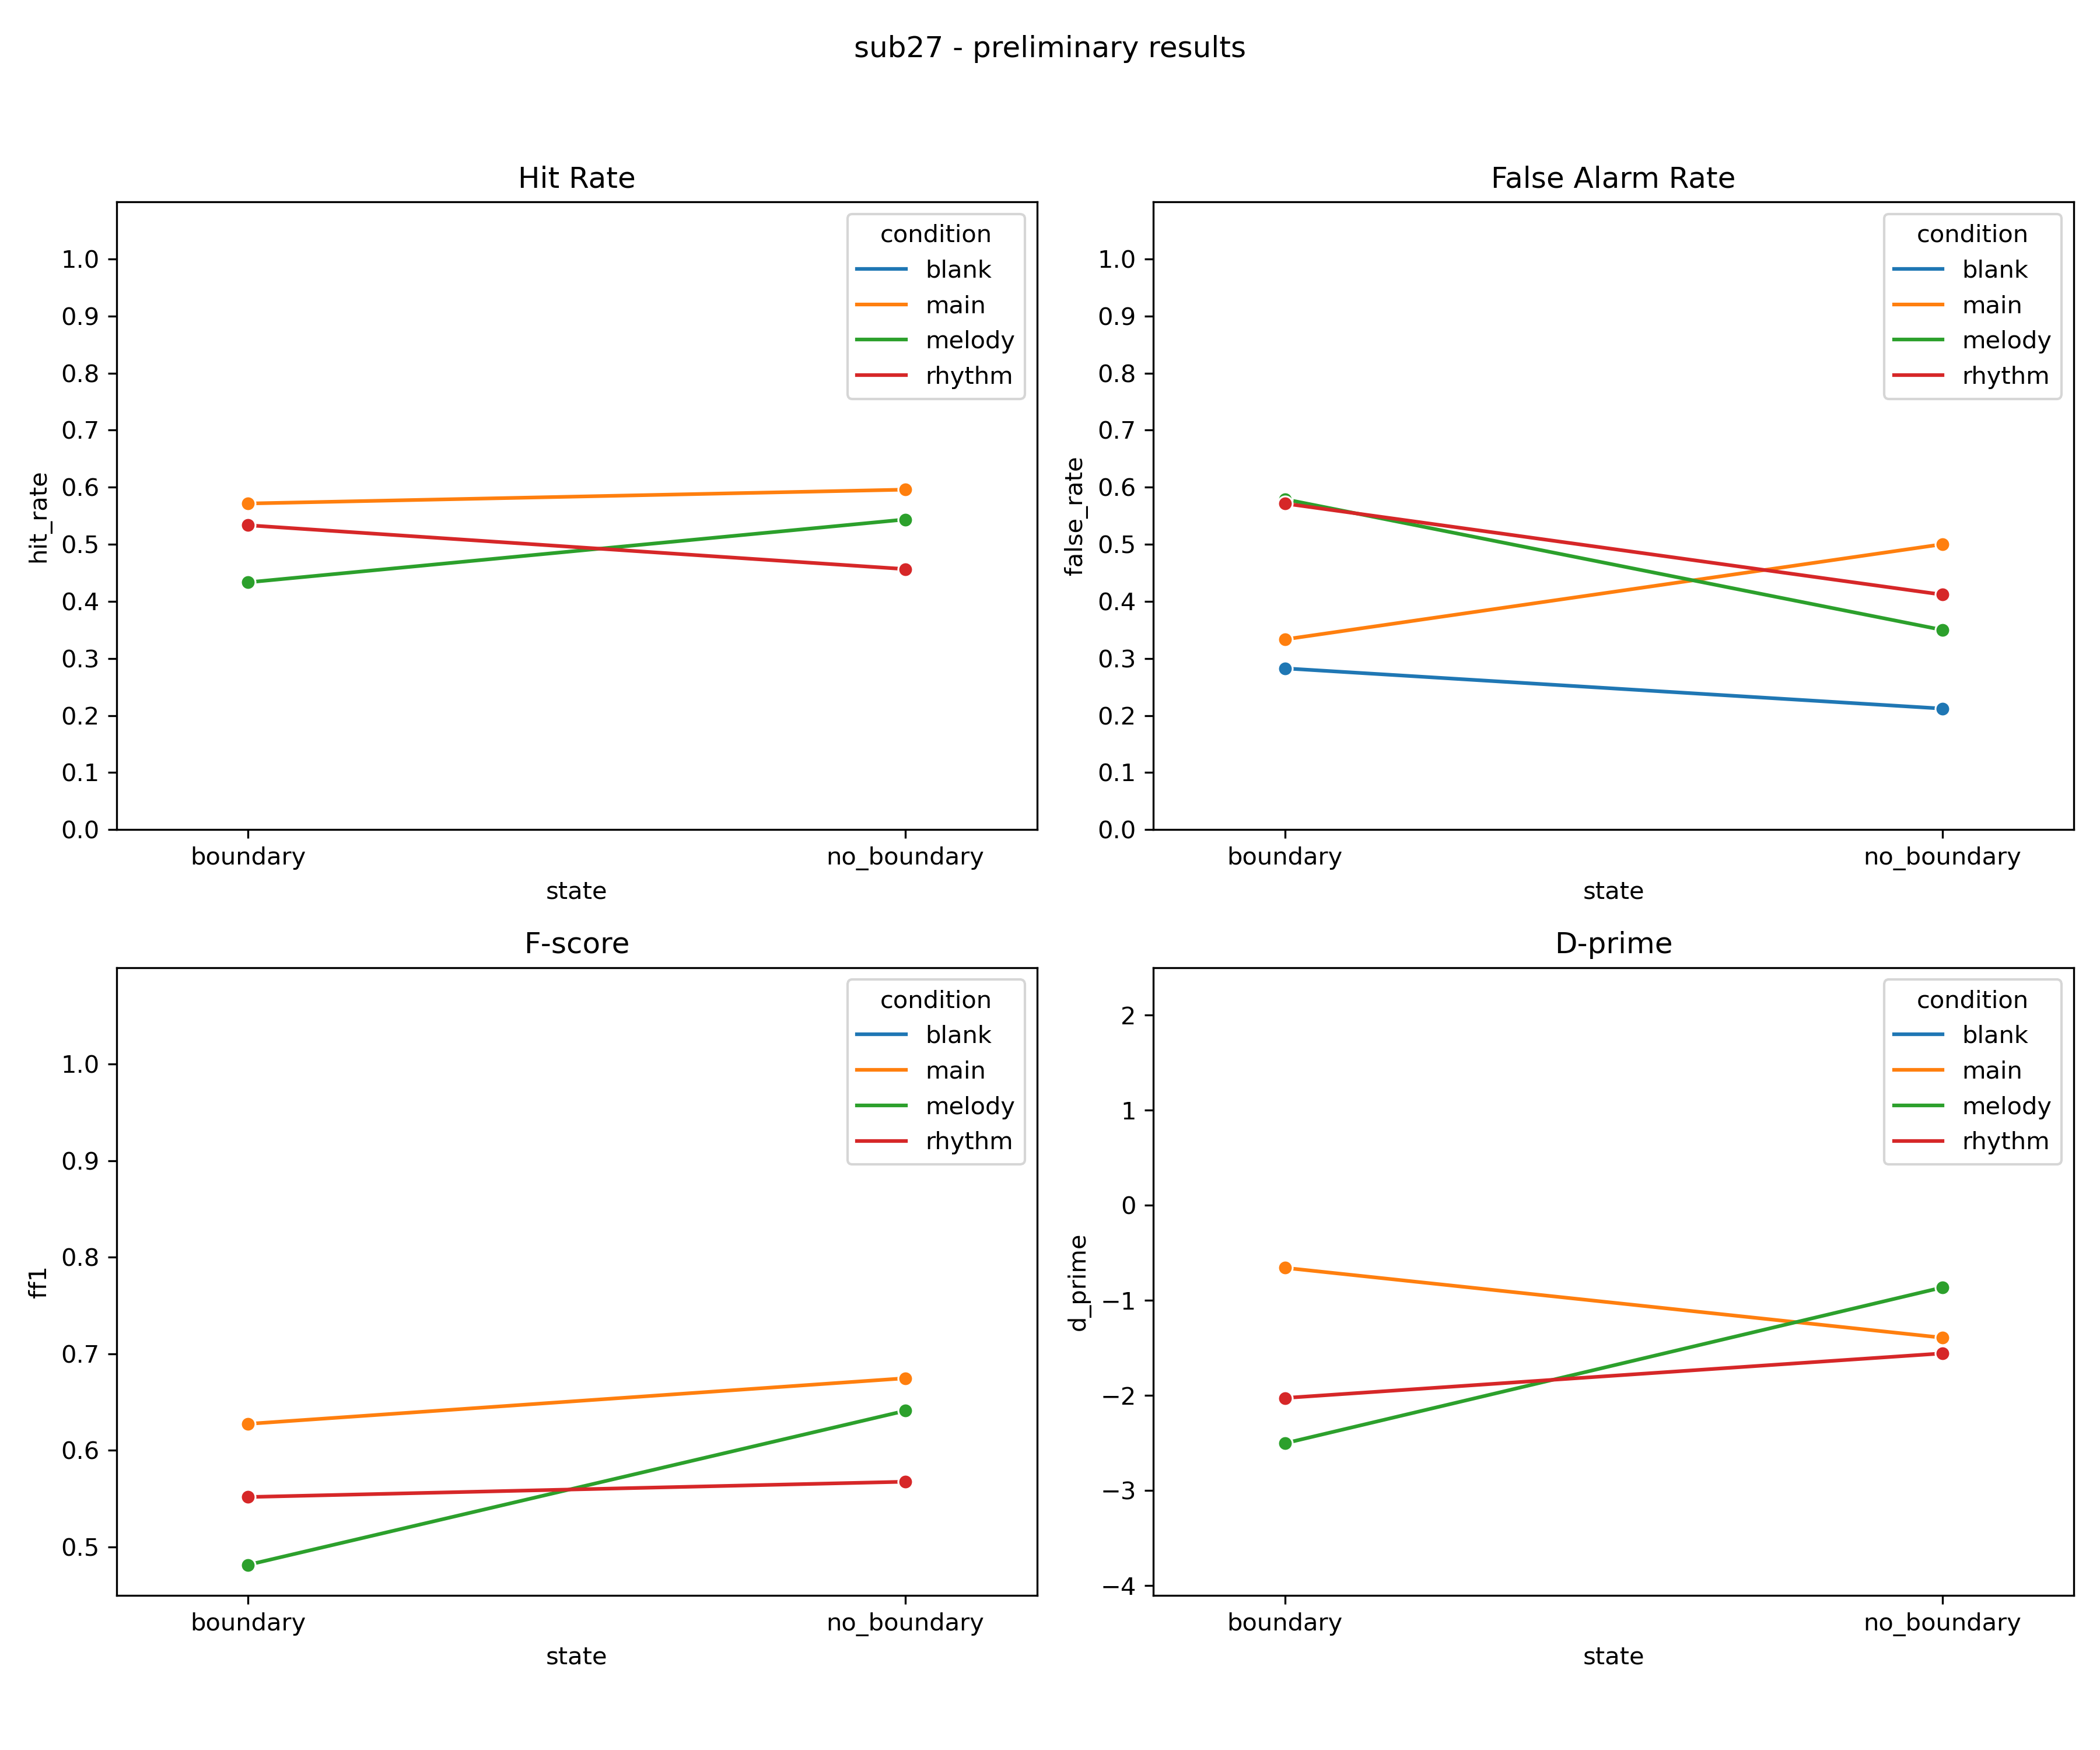 sub27 - preliminary results
Hit Rate
hit_rate
1.0
0.9
0.8
0.7
0.6
0.5
0.4
0.3
0.2
0.1
0.0
condition
blank
main
melody
rhythm
boundary
no_boundary
state
False Alarm Rate
false_rate
1.0
0.9
0.8
0.7
0.6
0.5
0.4
0.3
0.2
0.1
0.0
condition
blank
main
melody
rhythm
boundary
no_boundary
state
F-score
ff1
1.0
0.9
0.8
0.7
0.6
0.5
condition
blank
main
melody
rhythm
boundary
no_boundary
state
D-prime
d_prime
2
1
0
−1
−2
−3
−4
condition
blank
main
melody
rhythm
boundary
no_boundary
state